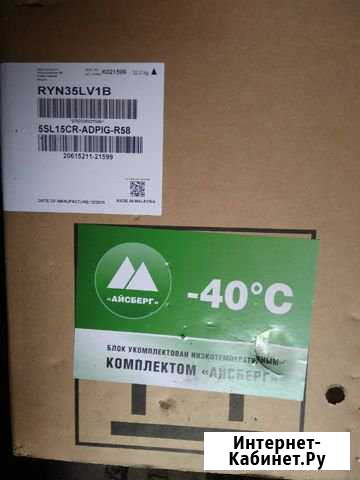 K021599
RYN35LV1B
5SL15CR-ADPIG-R58
20615211-21599
MADE IN MALAYSIA
«АЙСБЕРГ»
-40°C
БЛОК УКОМПЛЕКТОВАН НИЗКОТЕМПЕРАТУРНЫМ
КОМПЛЕКТОМ «АЙСБЕРГ»
Интернет-
Кабинет.Ру